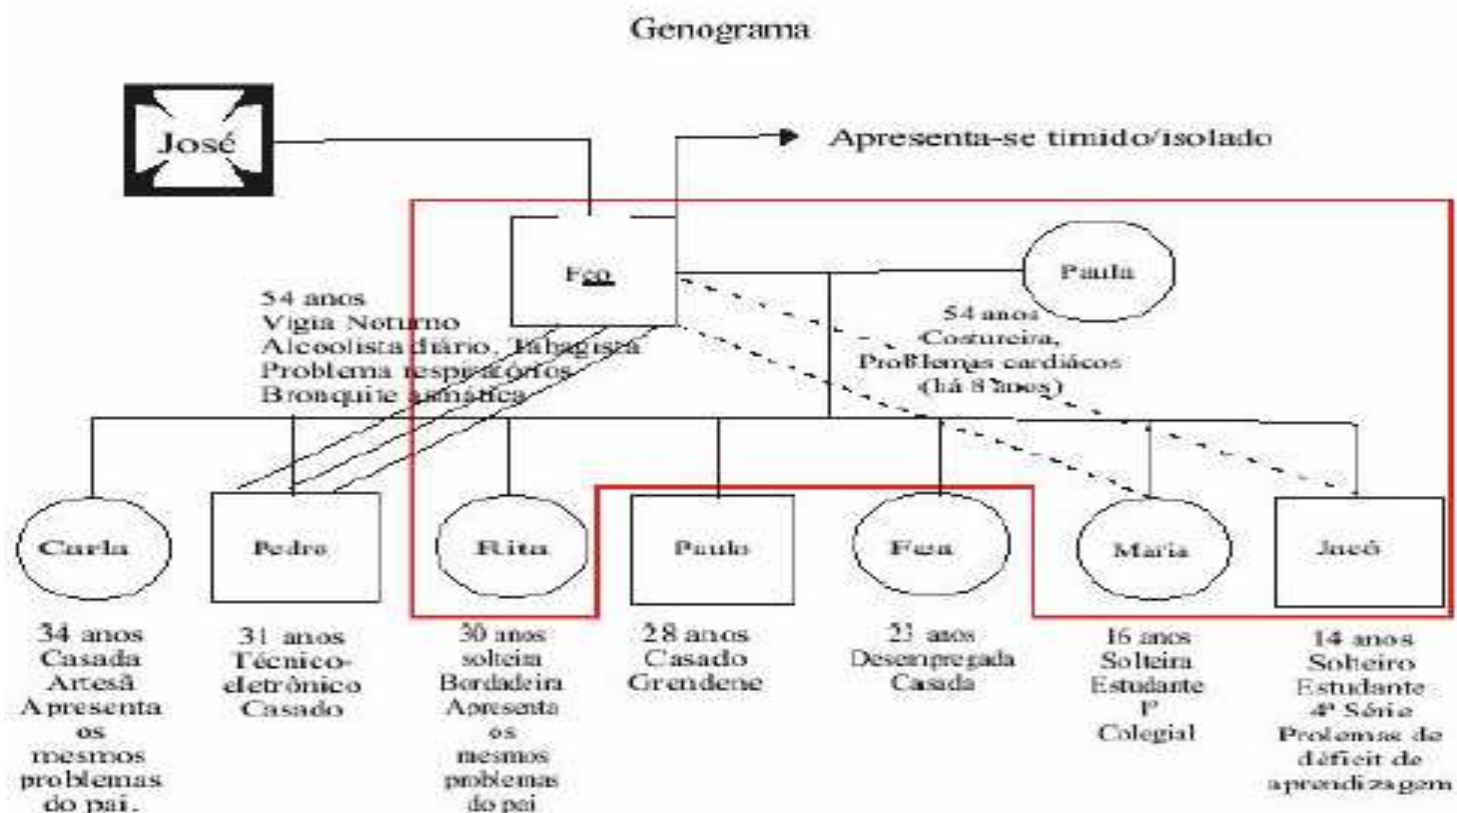 Genograma
José
Apresenta-se timido/isolado
Fco
Paula
54 anos
Vigia Noturno
Alcoolista diário, Tabagista
Problema respiratórios
Bronquite asmática
54 anos
Costureira,
Problemas cardiácos
(há 8 anos)
Carla
Pedro
Rita
Paulo
Fca
Maria
Jacó
34 anos
Casada
Artesã
Apresenta
os
mesmos
problemas
do pai.
31 anos
Técnico-
eletrônico
Casado
30 anos
solteira
Bordadeira
Apresenta
os
mesmos
problemas
do pai
28 anos
Casado
Grendene
23 anos
Desempregada
Casada
16 anos
Solteira
Estudante
1º
Colegial
14 anos
Solteiro
Estudante
4ª Série
Prolemas de
déficit de
aprendizagem